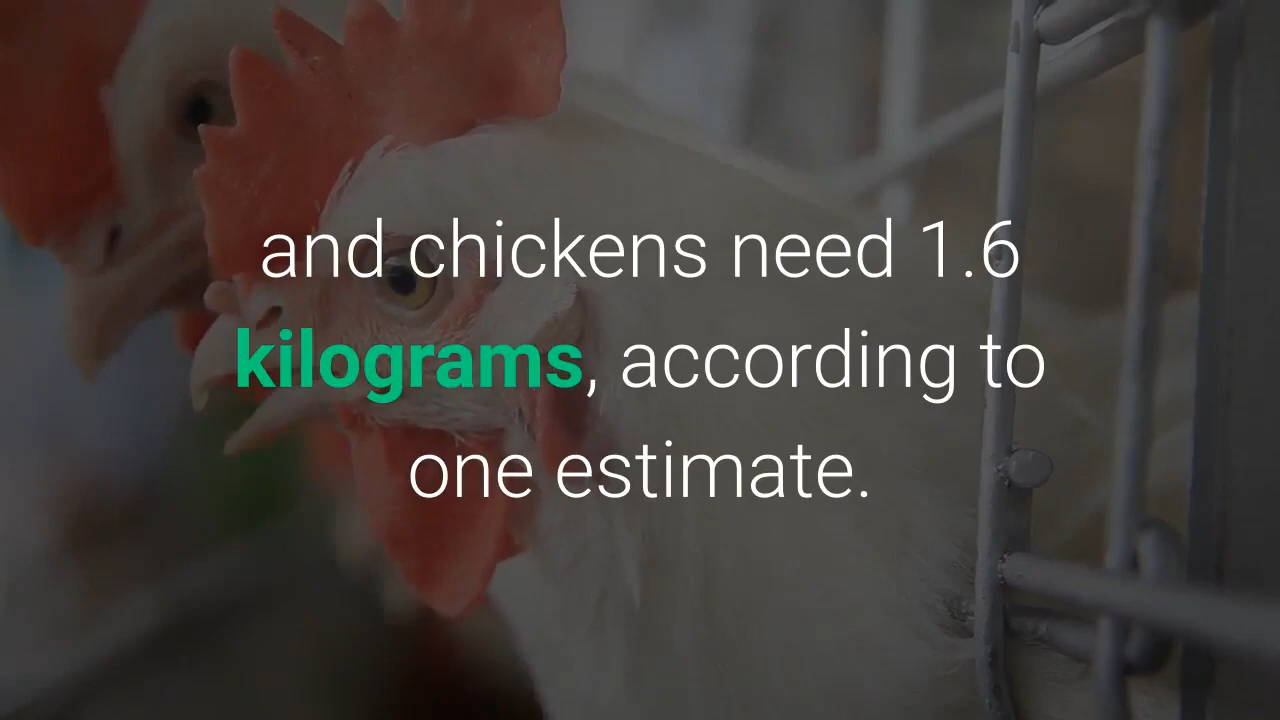 and chickens need 1.6
kilograms, according to
one estimate.